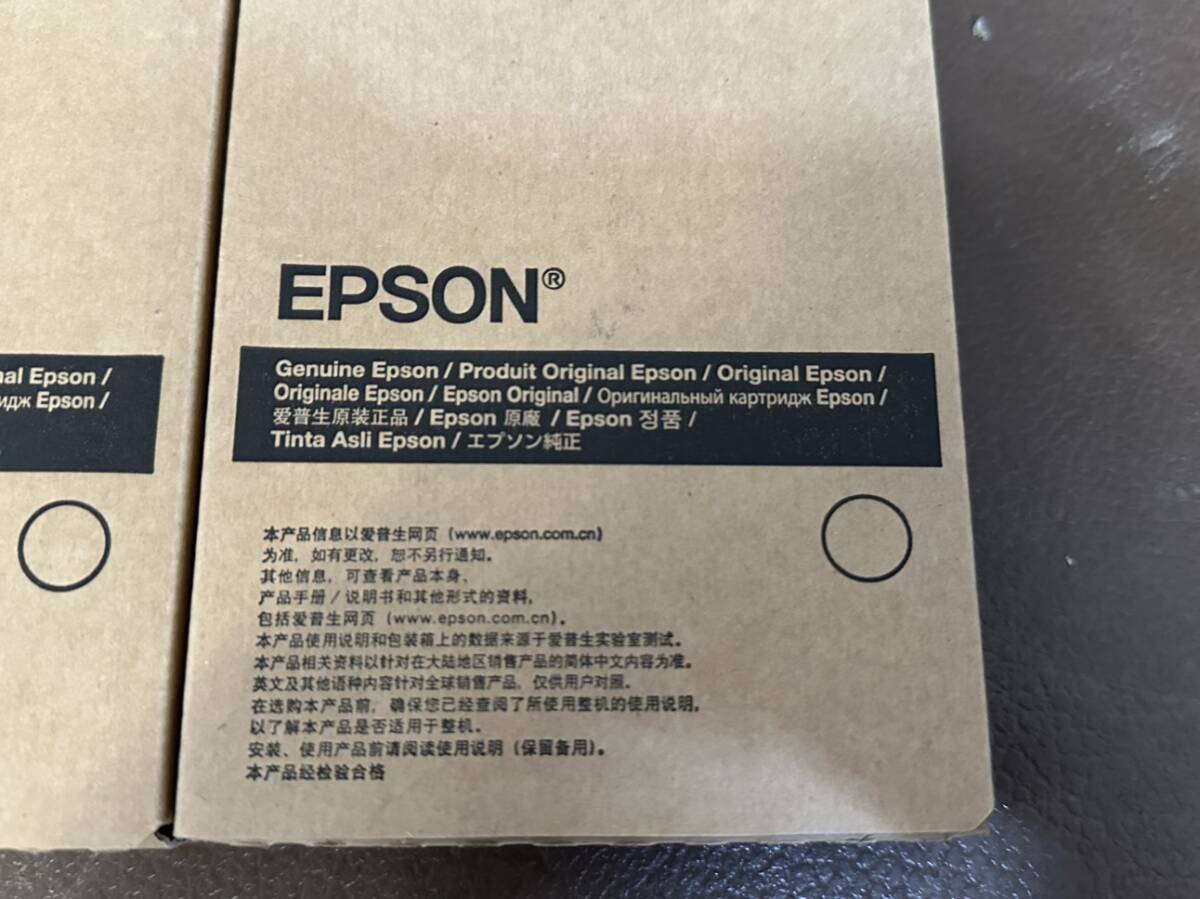 EPSON®
Genuine Epson / Produit Original Epson / Original Epson /
Originale Epson / Epson Original / Оригинальный картридж Epson /
爱普生原装正品 / Epson 原廠 / Epson 정품 /
Tinta Asli Epson / エプソン純正
nal Epson /
идж Epson /
本产品信息以爱普生网页 (www.epson.com.cn)
为准, 如有更改, 恕不另行通知。
其他信息, 可查看产品本身、
产品手册 / 说明书和其他形式的资料,
包括爱普生网页 (www.epson.com.cn)。
本产品使用说明和包装箱上的数据来源于爱普生实验室测试。
本产品相关资料以针对在大陆地区销售产品的简体中文内容为准。
英文及其他语种内容针对全球销售产品, 仅供用户对照。
在选购本产品前, 确保您已经查阅了所使用整机的使用说明,
以了解本产品是否适用于整机。
安装、使用产品前请阅读使用说明 (保留备用)。
本产品经检验合格